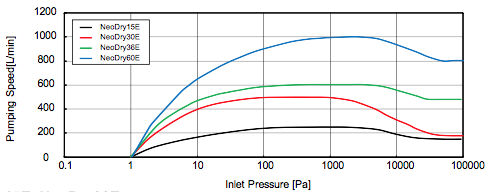 Pumping Speed[L/min]
1200
1000
800
600
400
200
0
NeoDry15E
NeoDry30E
NeoDry36E
NeoDry60E
0.1 1 10 100 1000 10000 100000
Inlet Pressure [Pa]